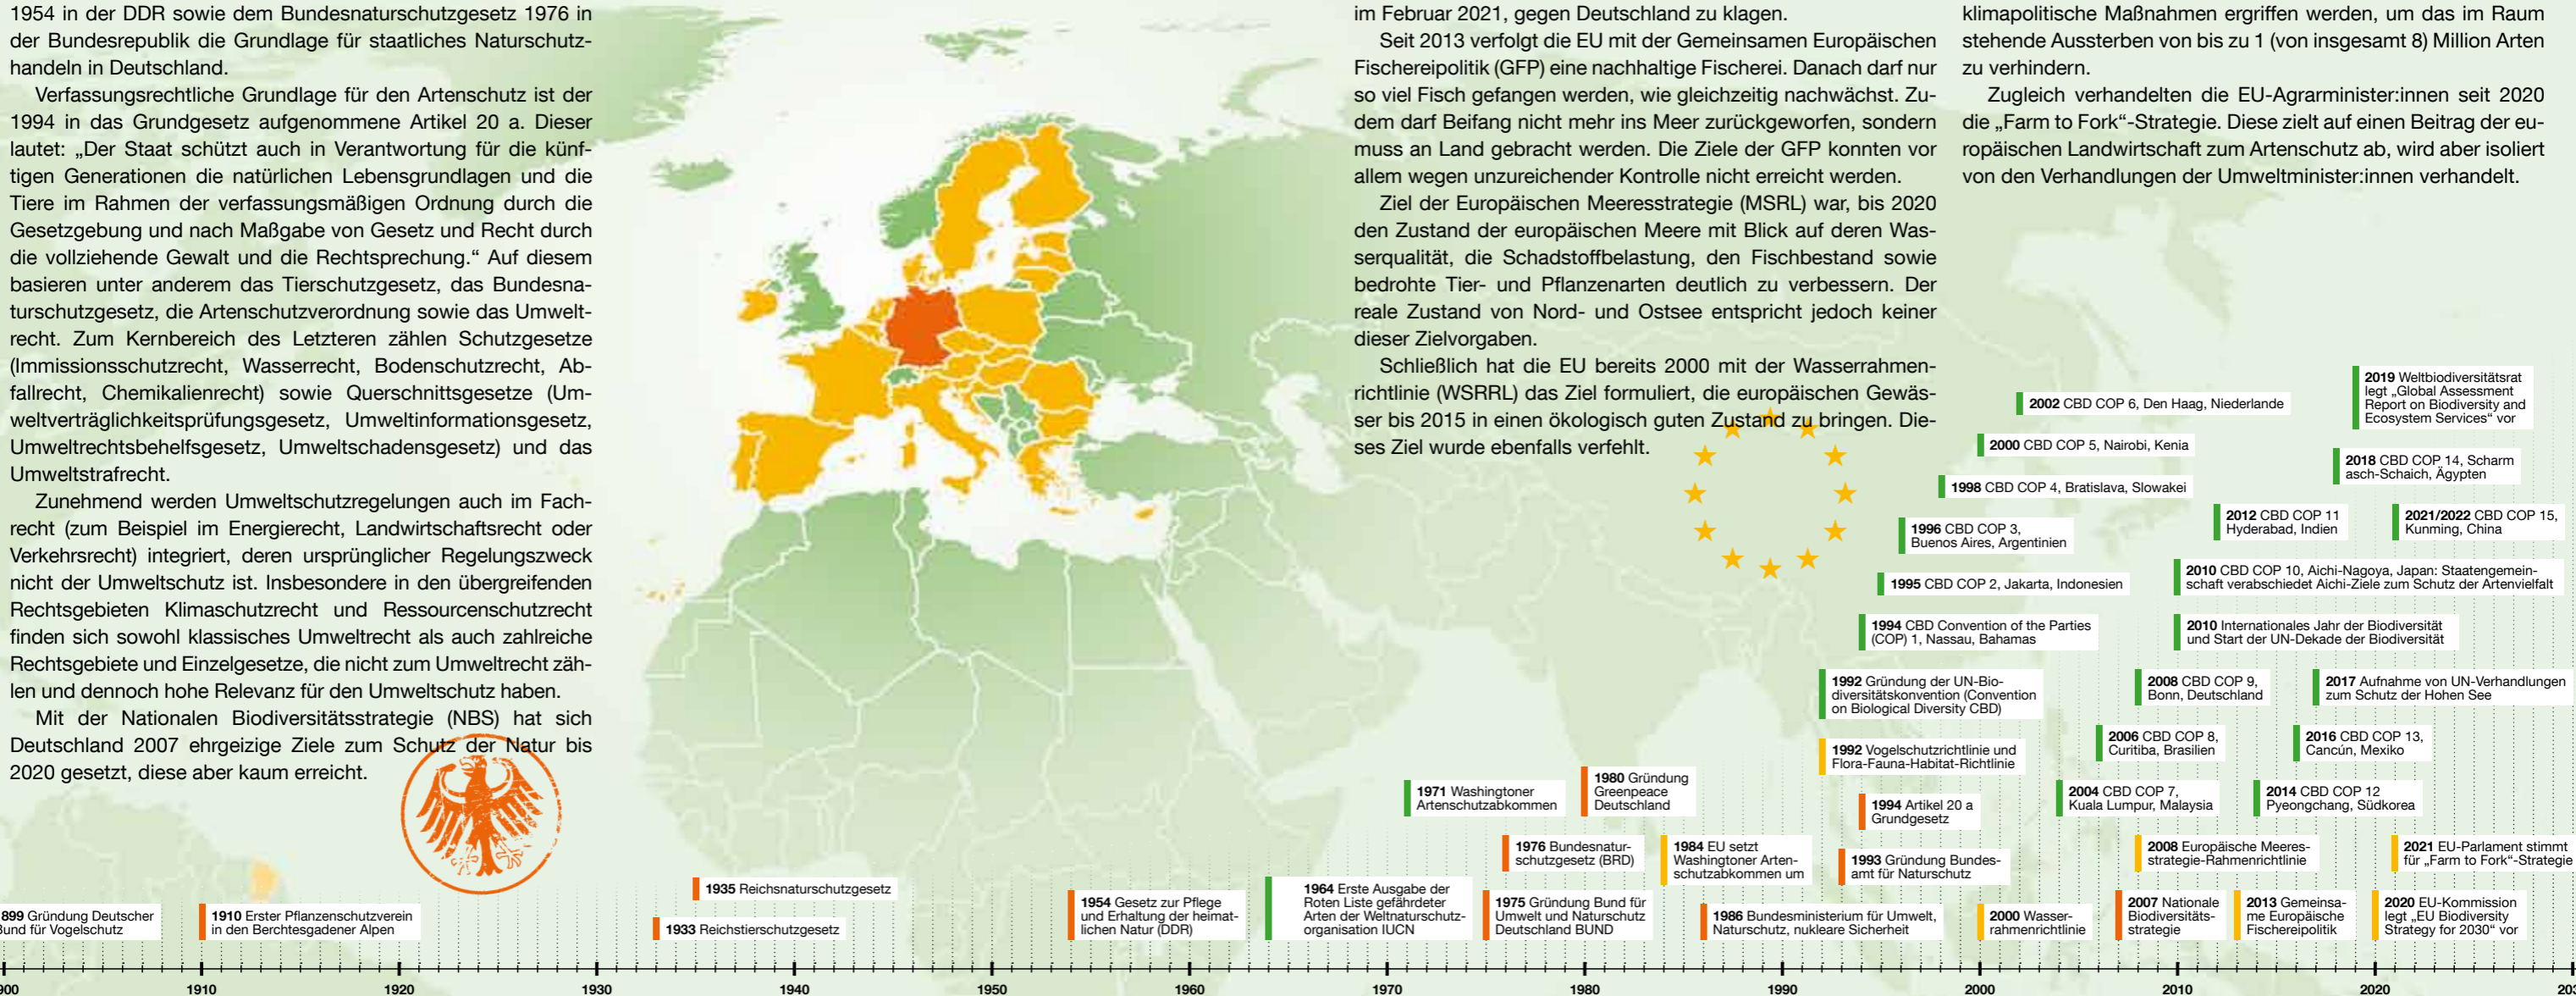 1954 in der DDR sowie dem Bundesnaturschutzgesetz 1976 in
der Bundesrepublik die Grundlage für staatliches Naturschutz-
handeln in Deutschland.
Verfassungsrechtliche Grundlage für den Artenschutz ist der
1994 in das Grundgesetz aufgenommene Artikel 20 a. Dieser
lautet: „Der Staat schützt auch in Verantwortung für die künf-
tigen Generationen die natürlichen Lebensgrundlagen und die
Tiere im Rahmen der verfassungsmäßigen Ordnung durch die
Gesetzgebung und nach Maßgabe von Gesetz und Recht durch
die vollziehende Gewalt und die Rechtsprechung.“ Auf diesem
basieren unter anderem das Tierschutzgesetz, das Bundesna-
turschutzgesetz, die Artenschutzverordnung sowie das Umwelt-
recht. Zum Kernbereich des Letzteren zählen Schutzgesetze
(Immissionsschutzrecht, Wasserrecht, Bodenschutzrecht, Ab-
fallrecht, Chemikalienrecht) sowie Querschnittsgesetze (Um-
weltverträglichkeitsprüfungsgesetz, Umweltinformationsgesetz,
Umweltrechtsbehelfsgesetz, Umweltschadensgesetz) und das
Umweltstrafrecht.
Zunehmend werden Umweltschutzregelungen auch im Fach-
recht (zum Beispiel im Energierecht, Landwirtschaftsrecht oder
Verkehrsrecht) integriert, deren ursprünglicher Regelungszweck
nicht der Umweltschutz ist. Insbesondere in den übergreifenden
Rechtsgebieten Klimaschutzrecht und Ressourcenschutzrecht
finden sich sowohl klassisches Umweltrecht als auch zahlreiche
Rechtsgebiete und Einzelgesetze, die nicht zum Umweltrecht zäh-
len und dennoch hohe Relevanz für den Umweltschutz haben.
Mit der Nationalen Biodiversitätsstrategie (NBS) hat sich
Deutschland 2007 ehrgeizige Ziele zum Schutz der Natur bis
2020 gesetzt, diese aber kaum erreicht.
im Februar 2021, gegen Deutschland zu klagen.
Seit 2013 verfolgt die EU mit der Gemeinsamen Europäischen
Fischereipolitik (GFP) eine nachhaltige Fischerei. Danach darf nur
so viel Fisch gefangen werden, wie gleichzeitig nachwächst. Zu-
dem darf Beifang nicht mehr ins Meer zurückgeworfen, sondern
muss an Land gebracht werden. Die Ziele der GFP konnten vor
allem wegen unzureichender Kontrolle nicht erreicht werden.
Ziel der Europäischen Meeresstrategie (MSRL) war, bis 2020
den Zustand der europäischen Meere mit Blick auf deren Was-
serqualität, die Schadstoffbelastung, den Fischbestand sowie
bedrohte Tier- und Pflanzenarten deutlich zu verbessern. Der
reale Zustand von Nord- und Ostsee entspricht jedoch keiner
dieser Zielvorgaben.
Schließlich hat die EU bereits 2000 mit der Wasserrahmen-
richtlinie (WSRRL) das Ziel formuliert, die europäischen Gewäs-
ser bis 2015 in einen ökologisch guten Zustand zu bringen. Die-
ses Ziel wurde ebenfalls verfehlt.
klimapolitische Maßnahmen ergriffen werden, um das im Raum
stehende Aussterben von bis zu 1 (von insgesamt 8) Million Arten
zu verhindern.
Zugleich verhandelten die EU-Agrarminister:innen seit 2020
die „Farm to Fork“-Strategie. Diese zielt auf einen Beitrag der eu-
ropäischen Landwirtschaft zum Artenschutz ab, wird aber isoliert
von den Verhandlungen der Umweltminister:innen verhandelt.
899 Gründung Deutscher
Bund für Vogelschutz
1910 Erster Pflanzenschutzverein
in den Berchtesgadener Alpen
1933 Reichstierschutzgesetz
1935 Reichsnaturschutzgesetz
1954 Gesetz zur Pflege
und Erhaltung der heimat-
lichen Natur (DDR)
1964 Erste Ausgabe der
Roten Liste gefährdeter
Arten der Weltnaturschutz-
organisation IUCN
1971 Washingtoner
Artenschutzabkommen
1975 Gründung Bund für
Umwelt und Naturschutz
Deutschland BUND
1976 Bundesnatur-
schutzgesetz (BRD)
1980 Gründung
Greenpeace
Deutschland
1984 EU setzt
Washingtoner Arten-
schutzabkommen um
1986 Bundesministerium für Umwelt,
Naturschutz, nukleare Sicherheit
1992 Gründung der UN-Bio-
diversitätskonvention (Convention
on Biological Diversity CBD)
1992 Vogelschutzrichtlinie und
Flora-Fauna-Habitat-Richtlinie
1993 Gründung Bundes-
amt für Naturschutz
1994 Artikel 20 a
Grundgesetz
1994 CBD Convention of the Parties
(COP) 1, Nassau, Bahamas
1995 CBD COP 2, Jakarta, Indonesien
1996 CBD COP 3,
Buenos Aires, Argentinien
1998 CBD COP 4, Bratislava, Slowakei
2000 CBD COP 5, Nairobi, Kenia
2002 CBD COP 6, Den Haag, Niederlande
2000 Wasser-
rahmenrichtlinie
2004 CBD COP 7,
Kuala Lumpur, Malaysia
2006 CBD COP 8,
Curitiba, Brasilien
2007 Nationale
Biodiversitäts-
strategie
2008 Europäische Meeres-
strategie-Rahmenrichtlinie
2008 CBD COP 9,
Bonn, Deutschland
2010 Internationales Jahr der Biodiversität
und Start der UN-Dekade der Biodiversität
2010 CBD COP 10, Aichi-Nagoya, Japan: Staatengemein-
schaft verabschiedet Aichi-Ziele zum Schutz der Artenvielfalt
2012 CBD COP 11
Hyderabad, Indien
2013 Gemeinsa-
me Europäische
Fischereipolitik
2014 CBD COP 12
Pyeongchang, Südkorea
2016 CBD COP 13,
Cancún, Mexiko
2017 Aufnahme von UN-Verhandlungen
zum Schutz der Hohen See
2018 CBD COP 14, Scharm
asch-Schaich, Ägypten
2019 Weltbiodiversitätsrat
legt „Global Assessment
Report on Biodiversity and
Ecosystem Services“ vor
2020 EU-Kommission
legt „EU Biodiversity
Strategy for 2030“ vor
2021 EU-Parlament stimmt
für „Farm to Fork“-Strategie
2021/2022 CBD COP 15,
Kunming, China
900 1910 1920 1930 1940 1950 1960 1970 1980 1990 2000 2010 2020 20